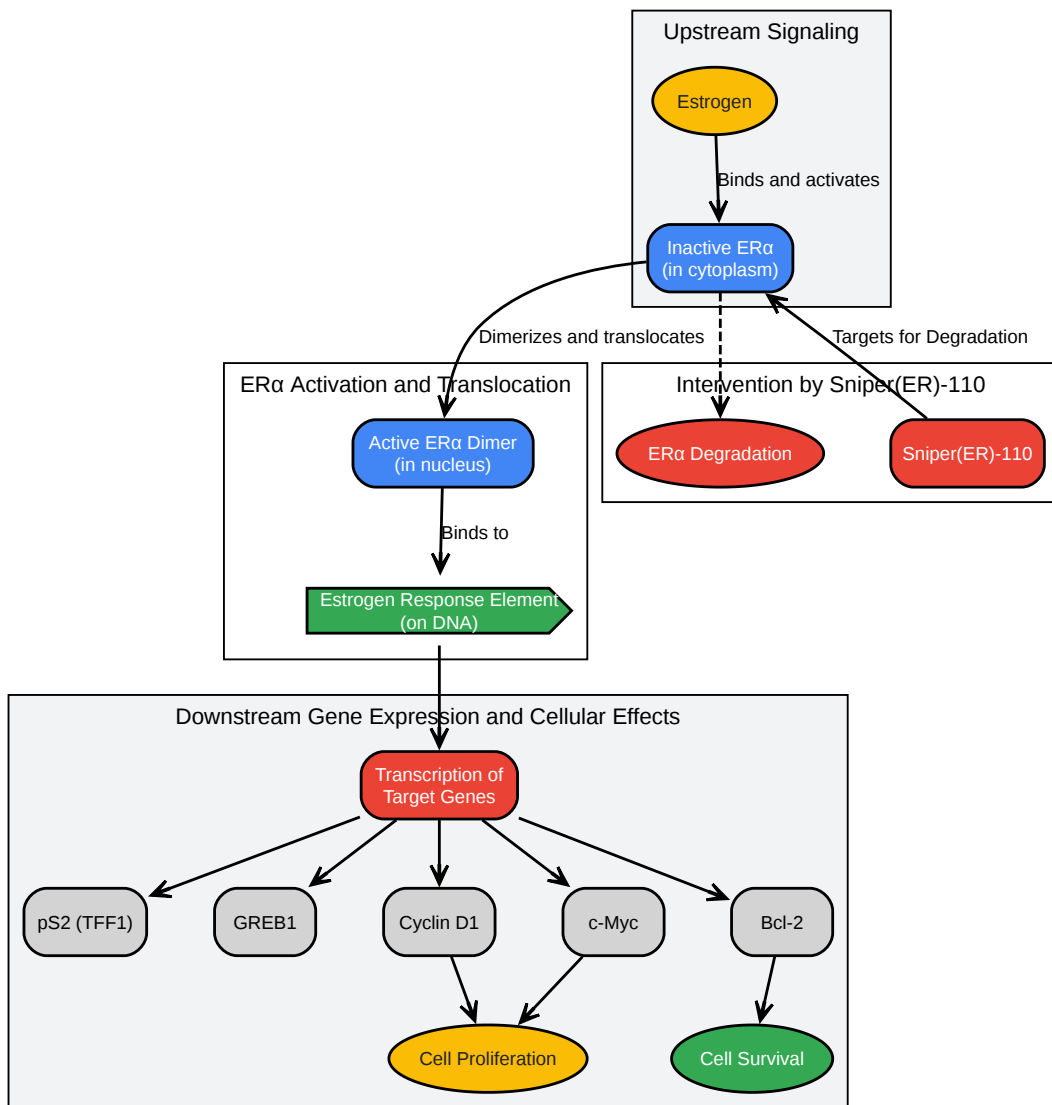 Upstream Signaling
Estrogen
Binds and activates
Inactive ERα
(in cytoplasm)
Dimerizes and translocates
Targets for Degradation
ERα Activation and Translocation
Intervention by Sniper(ER)-110
Active ERα Dimer
(in nucleus)
ERα Degradation
Sniper(ER)-110
Binds to
Estrogen Response Element
(on DNA)
Downstream Gene Expression and Cellular Effects
Transcription of
Target Genes
pS2 (TFF1)
GREB1
Cyclin D1
c-Myc
Bcl-2
Cell Proliferation
Cell Survival